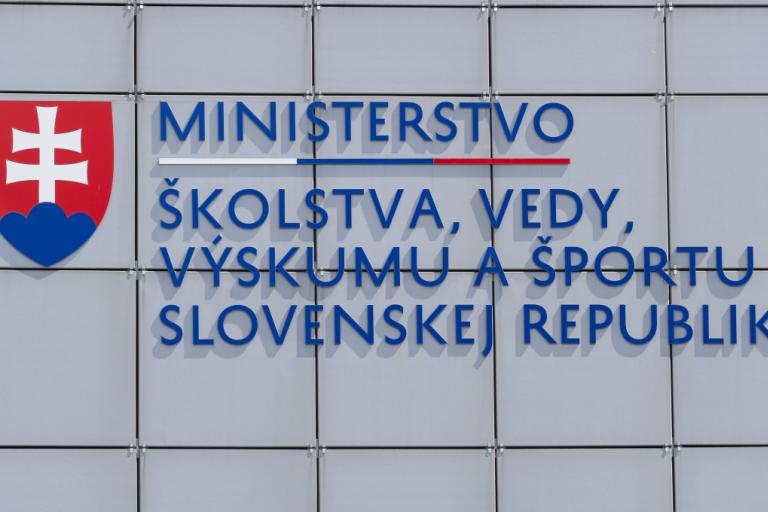 MINISTERSTVO
ŠKOLSTVA, VEDY,
VÝSKUMU A ŠPORTU
SLOVENSKEJ REPUBLIK